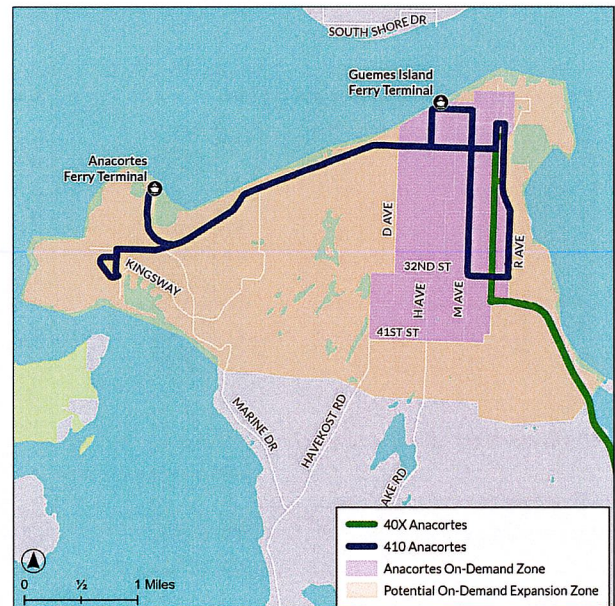 SOUTH SHORE DR
Guemes Island
Ferry Terminal
Anacortes
Ferry Terminal
D AVE
R AVE
32ND ST
KINGSWAY
H AVE
M AVE
41ST ST
MARINE DR
HAVEKOST RD
AKE RD
40X Anacortes
410 Anacortes
Anacortes On-Demand Zone
Potential On-Demand Expansion Zone
0 ½ 1 Miles